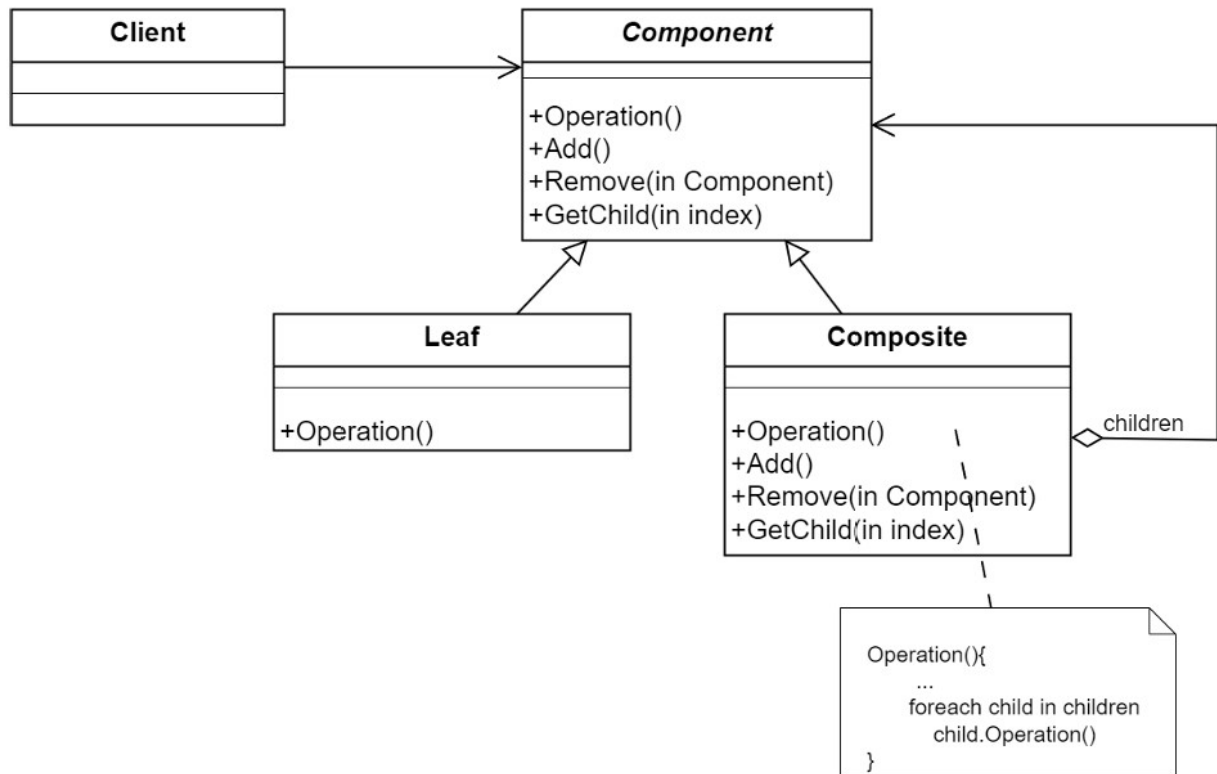 Client
Component
+Operation()
+Add()
+Remove(in Component)
+GetChild(in index)
Leaf
+Operation()
Composite
+Operation()
+Add()
+Remove(in Component)
+GetChild(in index)
children
Operation(){
...
foreach child in children
child.Operation()
}